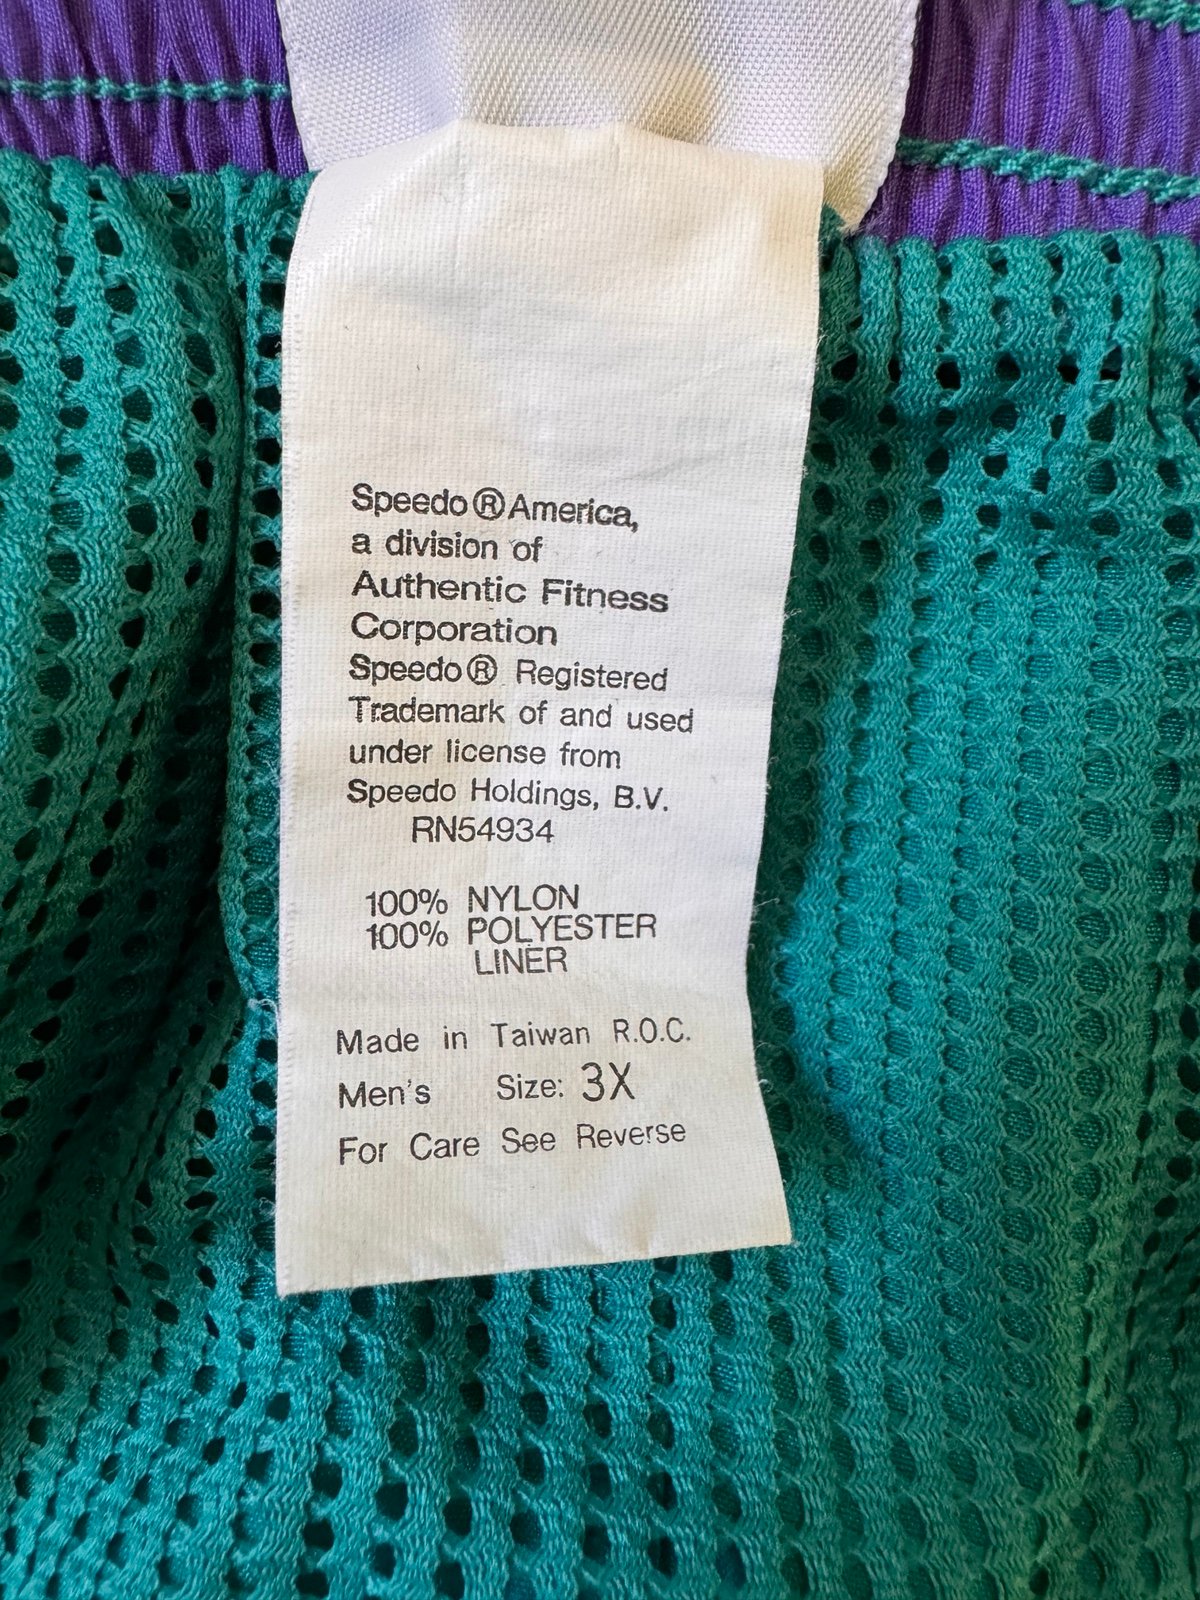 Speedo® America,
a division of
Authentic Fitness
Corporation
Speedo® Registered
Trademark of and used
under license from
Speedo Holdings, B.V.
RN54934
100% NYLON
100% POLYESTER
LINER
Made in Taiwan R.O.C.
Men's Size: 3X
For Care See Reverse